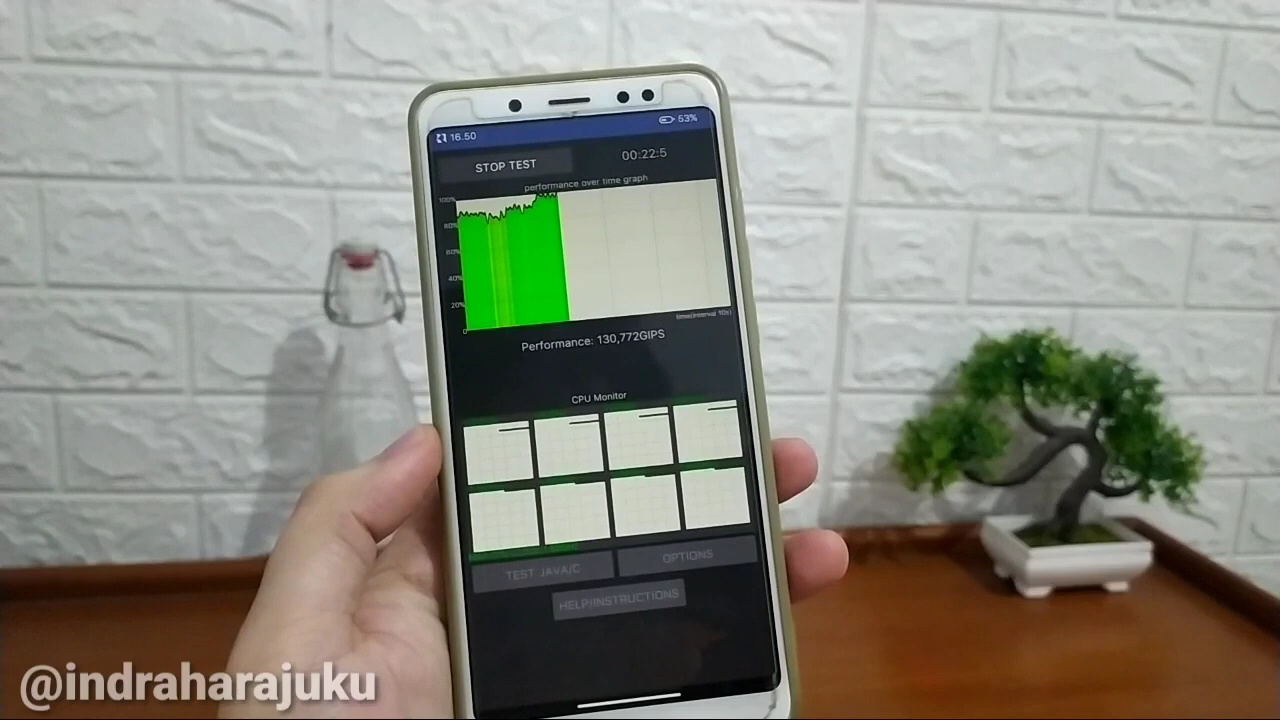 16.50 53%
STOP TEST 00:22:5
performance over time graph
100%
80%
60%
40%
20%
0
time(interval 10s)
Performance: 130,772GIPS
CPU Monitor
TEST JAVA/C OPTIONS
HELP/INSTRUCTIONS
@indraharajuku